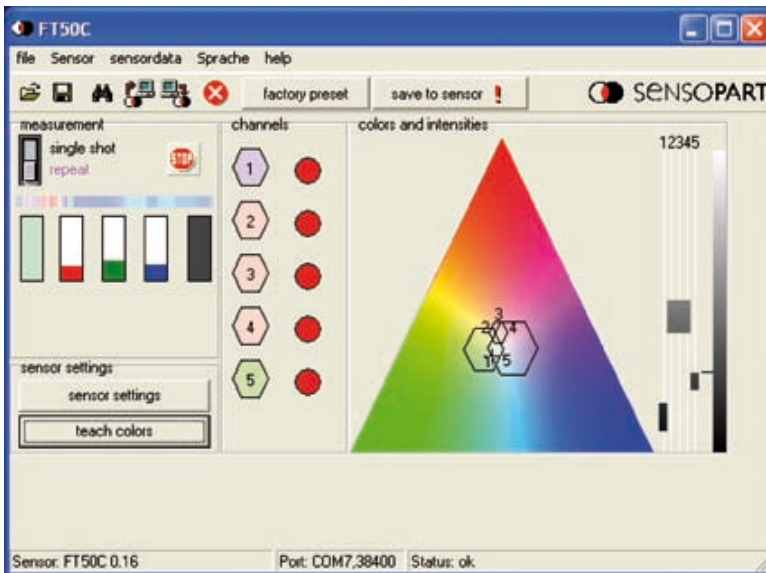 FT50C
file Sensor sensordata Sprache help
factory preset save to sensor ! SENSOPART
measurement channels colors and intensities
single shot STOP 12345
repeat
1
2
3
4
5
3
2 4
5
sensor settings
sensor settings
teach colors
Sensor: FT50C 0.16 Port: COM7,38400 Status: ok